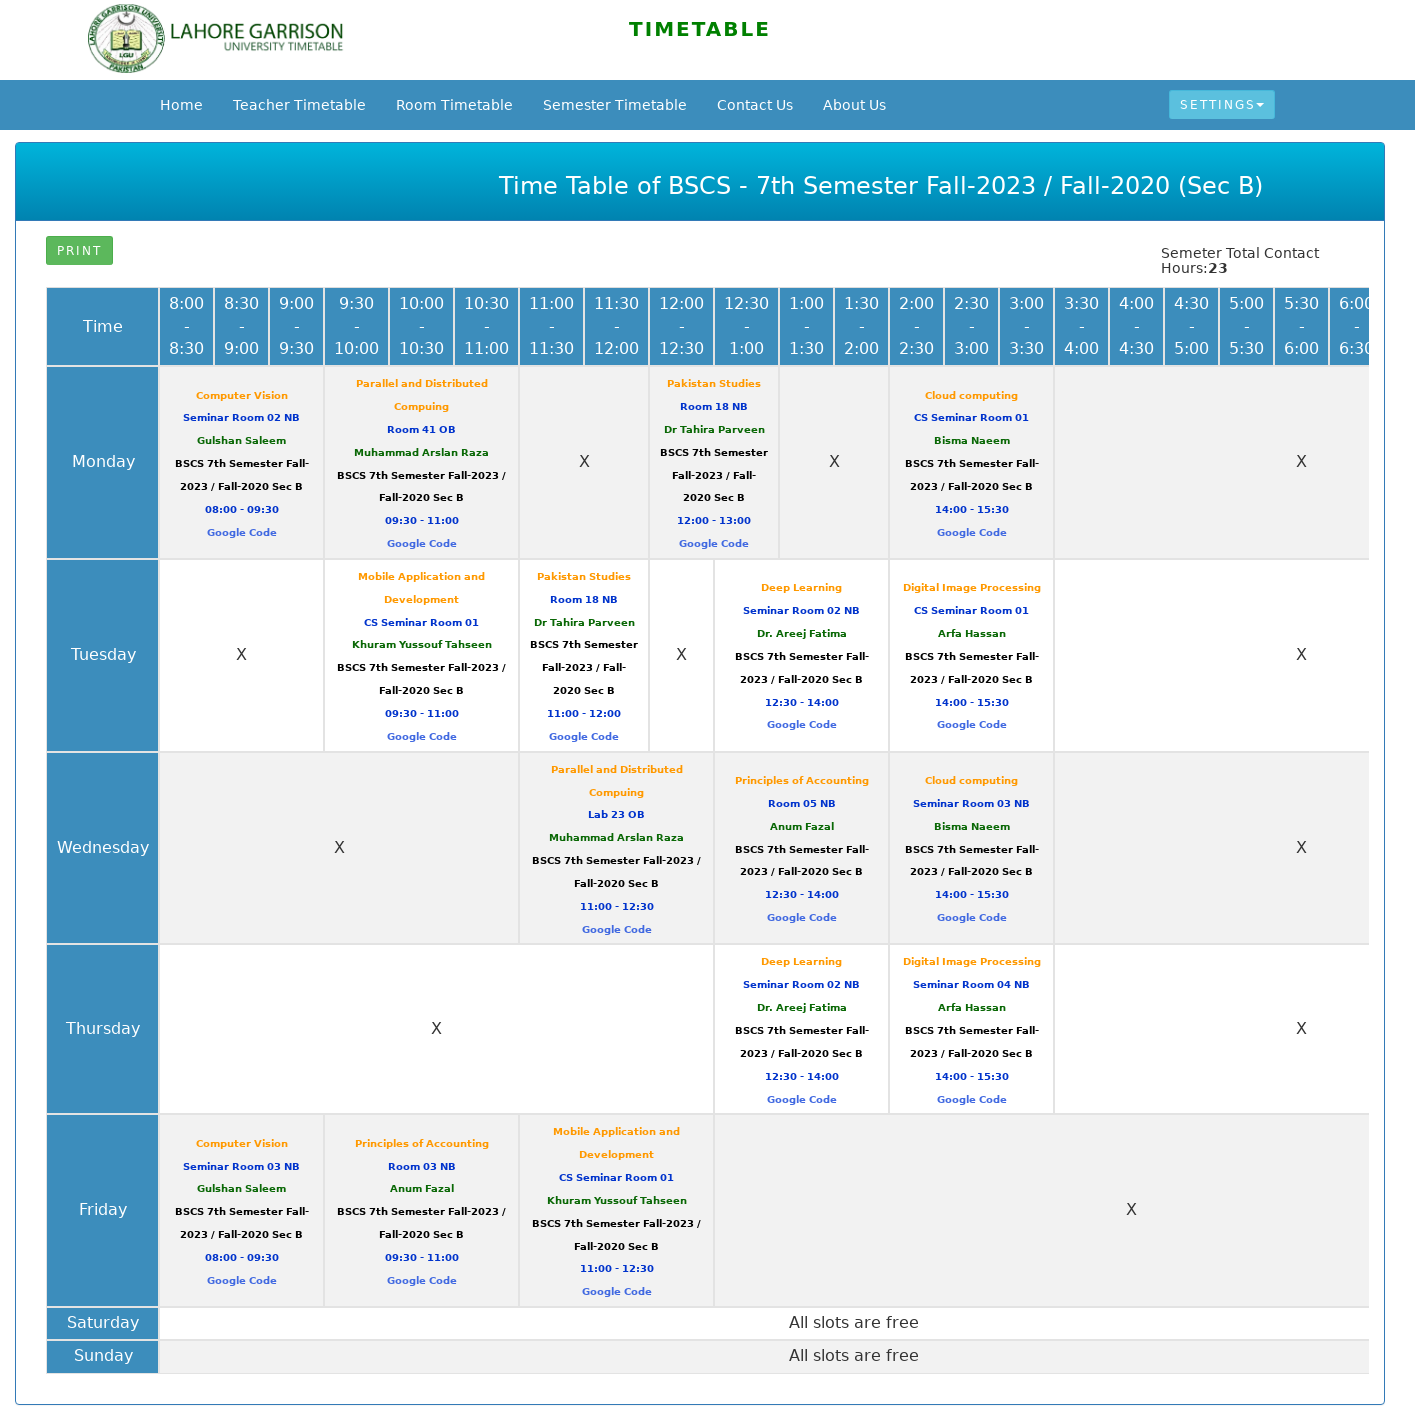 LAHORE GARRISON UNIVERSITY
LGU
PAKISTAN
LAHORE GARRISON
UNIVERSITY TIMETABLE
TIMETABLE
Home Teacher Timetable Room Timetable Semester Timetable Contact Us About Us SETTINGS
Time Table of BSCS - 7th Semester Fall-2023 / Fall-2020 (Sec B)
PRINT
Semeter Total Contact
Hours:23
Time
8:00 - 8:30
8:30 - 9:00
9:00 - 9:30
9:30 - 10:00
10:00 - 10:30
10:30 - 11:00
11:00 - 11:30
11:30 - 12:00
12:00 - 12:30
12:30 - 1:00
1:00 - 1:30
1:30 - 2:00
2:00 - 2:30
2:30 - 3:00
3:00 - 3:30
3:30 - 4:00
4:00 - 4:30
4:30 - 5:00
5:00 - 5:30
5:30 - 6:00
6:00 - 6:30
Monday
Computer Vision
Seminar Room 02 NB
Gulshan Saleem
BSCS 7th Semester Fall-
2023 / Fall-2020 Sec B
08:00 - 09:30
Google Code
Parallel and Distributed
Compuing
Room 41 OB
Muhammad Arslan Raza
BSCS 7th Semester Fall-2023 /
Fall-2020 Sec B
09:30 - 11:00
Google Code
X
Pakistan Studies
Room 18 NB
Dr Tahira Parveen
BSCS 7th Semester
Fall-2023 / Fall-
2020 Sec B
12:00 - 13:00
Google Code
X
Cloud computing
CS Seminar Room 01
Bisma Naeem
BSCS 7th Semester Fall-
2023 / Fall-2020 Sec B
14:00 - 15:30
Google Code
X
Tuesday
X
Mobile Application and
Development
CS Seminar Room 01
Khuram Yussouf Tahseen
BSCS 7th Semester Fall-2023 /
Fall-2020 Sec B
09:30 - 11:00
Google Code
Pakistan Studies
Room 18 NB
Dr Tahira Parveen
BSCS 7th Semester
Fall-2023 / Fall-
2020 Sec B
11:00 - 12:00
Google Code
X
Deep Learning
Seminar Room 02 NB
Dr. Areej Fatima
BSCS 7th Semester Fall-
2023 / Fall-2020 Sec B
12:30 - 14:00
Google Code
Digital Image Processing
CS Seminar Room 01
Arfa Hassan
BSCS 7th Semester Fall-
2023 / Fall-2020 Sec B
14:00 - 15:30
Google Code
X
Wednesday
X
Parallel and Distributed
Compuing
Lab 23 OB
Muhammad Arslan Raza
BSCS 7th Semester Fall-2023 /
Fall-2020 Sec B
11:00 - 12:30
Google Code
Principles of Accounting
Room 05 NB
Anum Fazal
BSCS 7th Semester Fall-
2023 / Fall-2020 Sec B
12:30 - 14:00
Google Code
Cloud computing
Seminar Room 03 NB
Bisma Naeem
BSCS 7th Semester Fall-
2023 / Fall-2020 Sec B
14:00 - 15:30
Google Code
X
Thursday
X
Deep Learning
Seminar Room 02 NB
Dr. Areej Fatima
BSCS 7th Semester Fall-
2023 / Fall-2020 Sec B
12:30 - 14:00
Google Code
Digital Image Processing
Seminar Room 04 NB
Arfa Hassan
BSCS 7th Semester Fall-
2023 / Fall-2020 Sec B
14:00 - 15:30
Google Code
X
Friday
Computer Vision
Seminar Room 03 NB
Gulshan Saleem
BSCS 7th Semester Fall-
2023 / Fall-2020 Sec B
08:00 - 09:30
Google Code
Principles of Accounting
Room 03 NB
Anum Fazal
BSCS 7th Semester Fall-2023 /
Fall-2020 Sec B
09:30 - 11:00
Google Code
Mobile Application and
Development
CS Seminar Room 01
Khuram Yussouf Tahseen
BSCS 7th Semester Fall-2023 /
Fall-2020 Sec B
11:00 - 12:30
Google Code
X
Saturday
All slots are free
Sunday
All slots are free